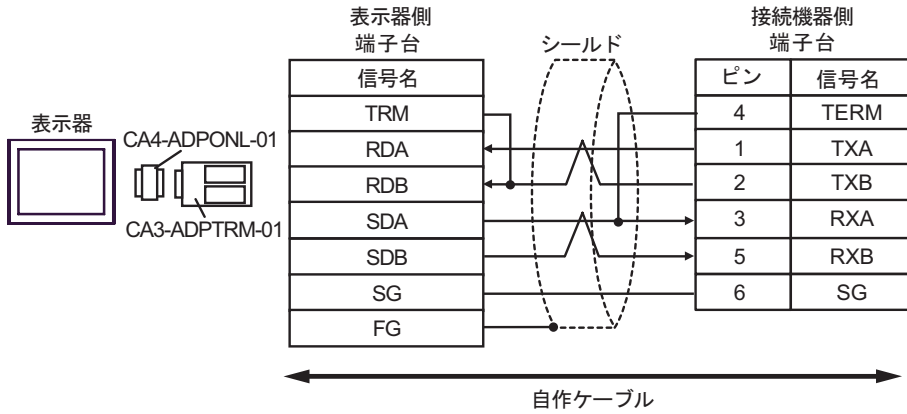 表示器側
端子台
シールド
接続機器側
端子台
信号名
ピン 信号名
TRM
4 TERM
表示器
CA4-ADPONL-01
RDA
1 TXA
RDB
2 TXB
CA3-ADPTRM-01
SDA
3 RXA
SDB
5 RXB
SG
6 SG
FG
自作ケーブル